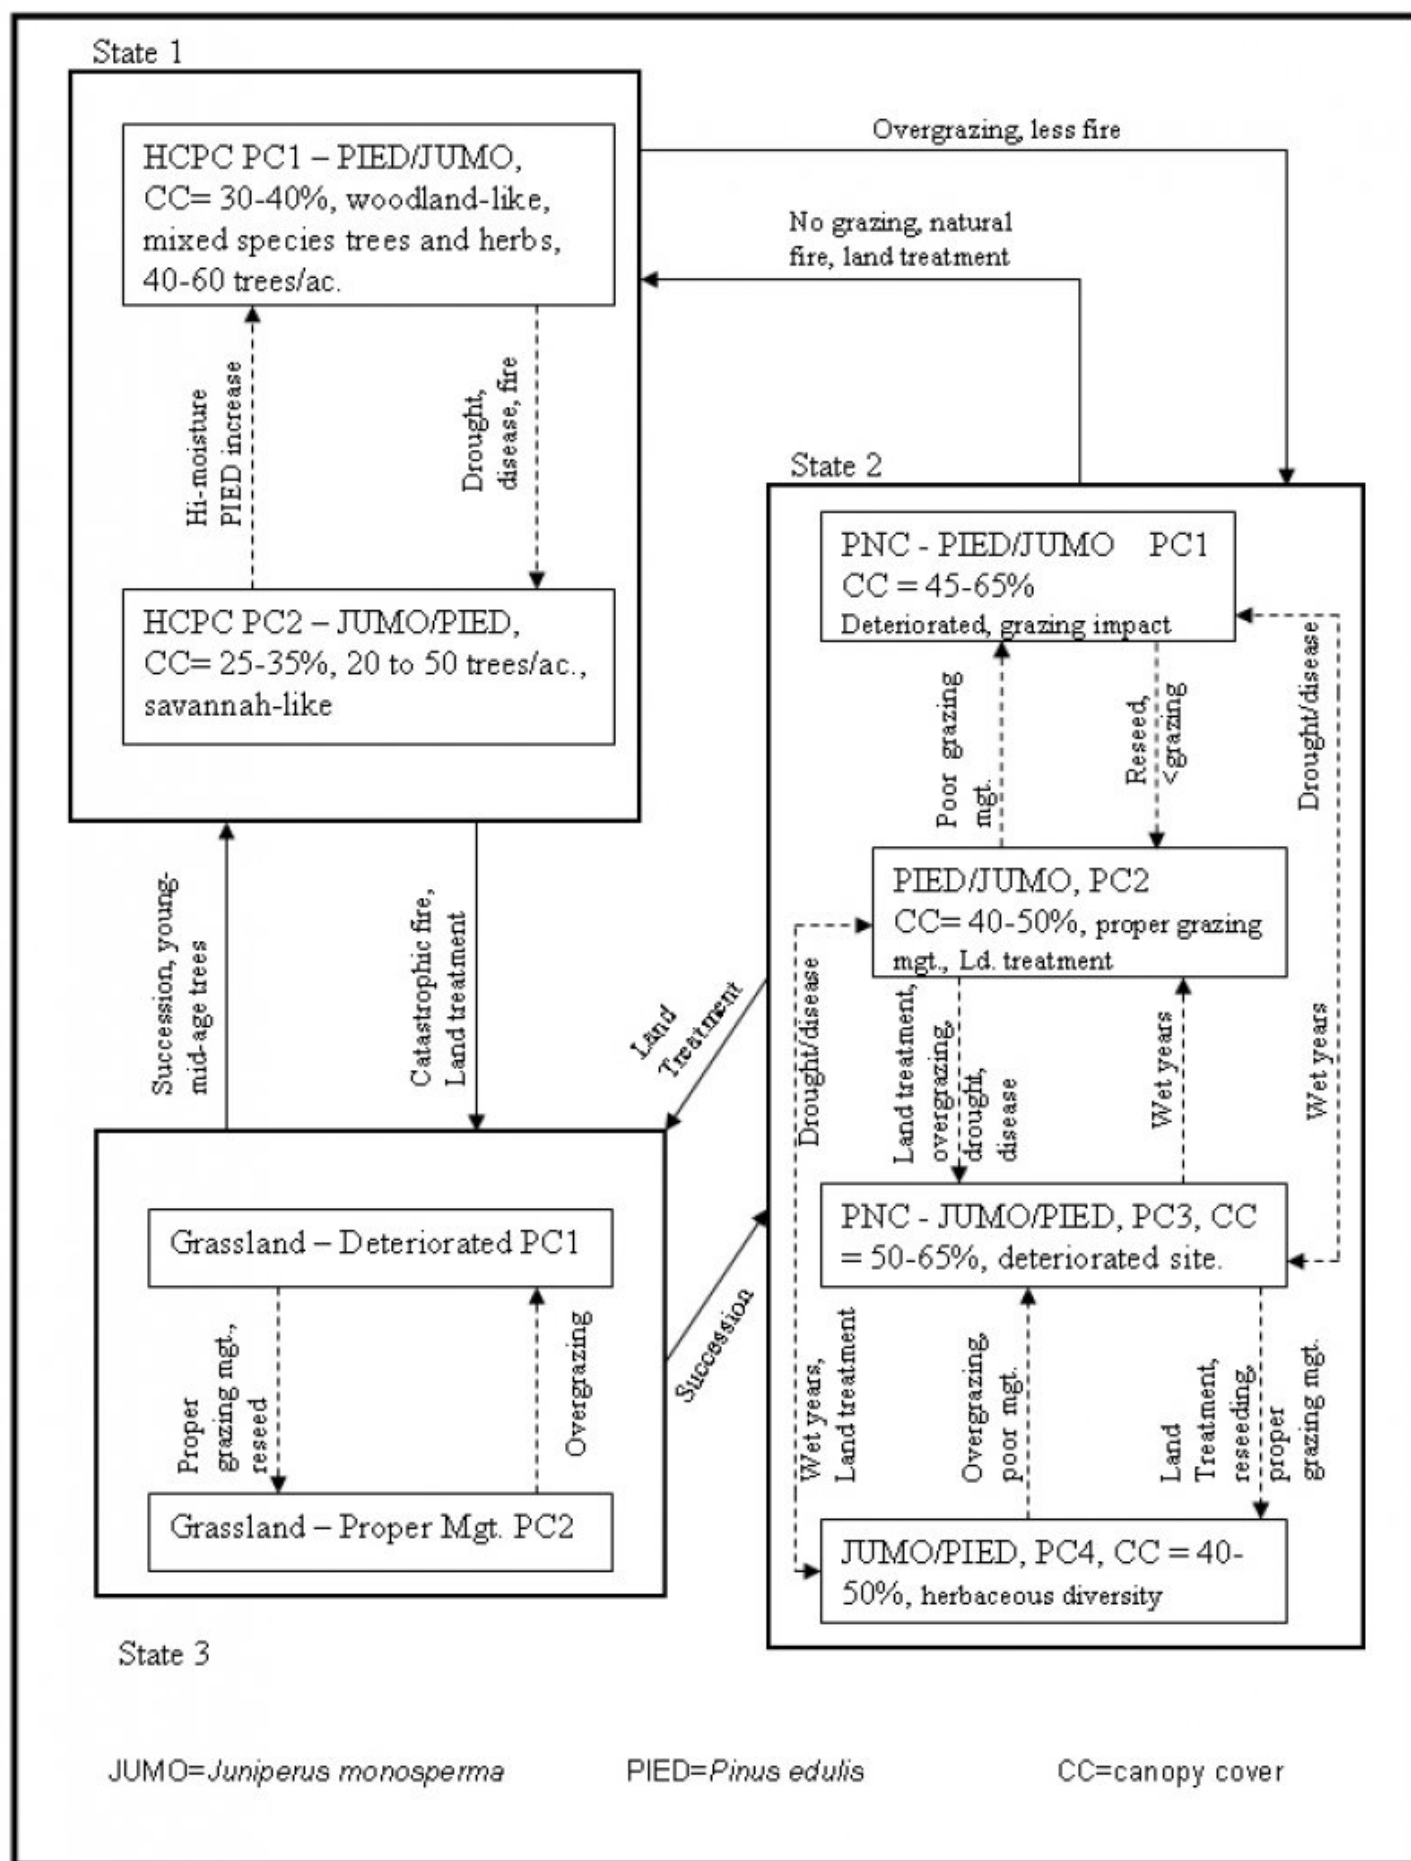 State 1
HCPC PC1 – PIED/JUMO,
CC= 30-40%, woodland-like,
mixed species trees and herbs,
40-60 trees/ac.
Overgrazing, less fire
No grazing, natural
fire, land treatment
Hi-moisture
PIED increase
Drought,
disease, fire
HCPC PC2 – JUMO/PIED,
CC= 25-35%, 20 to 50 trees/ac.,
savannah-like
State 2
PNC - PIED/JUMO PC1
CC = 45-65%
Deteriorated, grazing impact
Poor grazing
mgt.
Reseed,
<grazing
Drought/disease
Wet years
PIED/JUMO, PC2
CC= 40-50%, proper grazing
mgt., Ld. treatment
Succession, young-
mid-age trees
Catastrophic fire,
Land treatment
Land
Treatment
Succession
Drought/disease
Wet years,
Land treatment
Land treatment,
overgrazing,
drought,
disease
Wet years
PNC - JUMO/PIED, PC3, CC
= 50-65%, deteriorated site.
Overgrazing,
poor mgt.
Land
Treatment,
reseeding,
proper
grazing mgt.
JUMO/PIED, PC4, CC = 40-
50%, herbaceous diversity
Grassland – Deteriorated PC1
Proper
grazing mgt.,
reseed
Overgrazing
Grassland – Proper Mgt. PC2
State 3
JUMO=Juniperus monosperma PIED=Pinus edulis CC=canopy cover